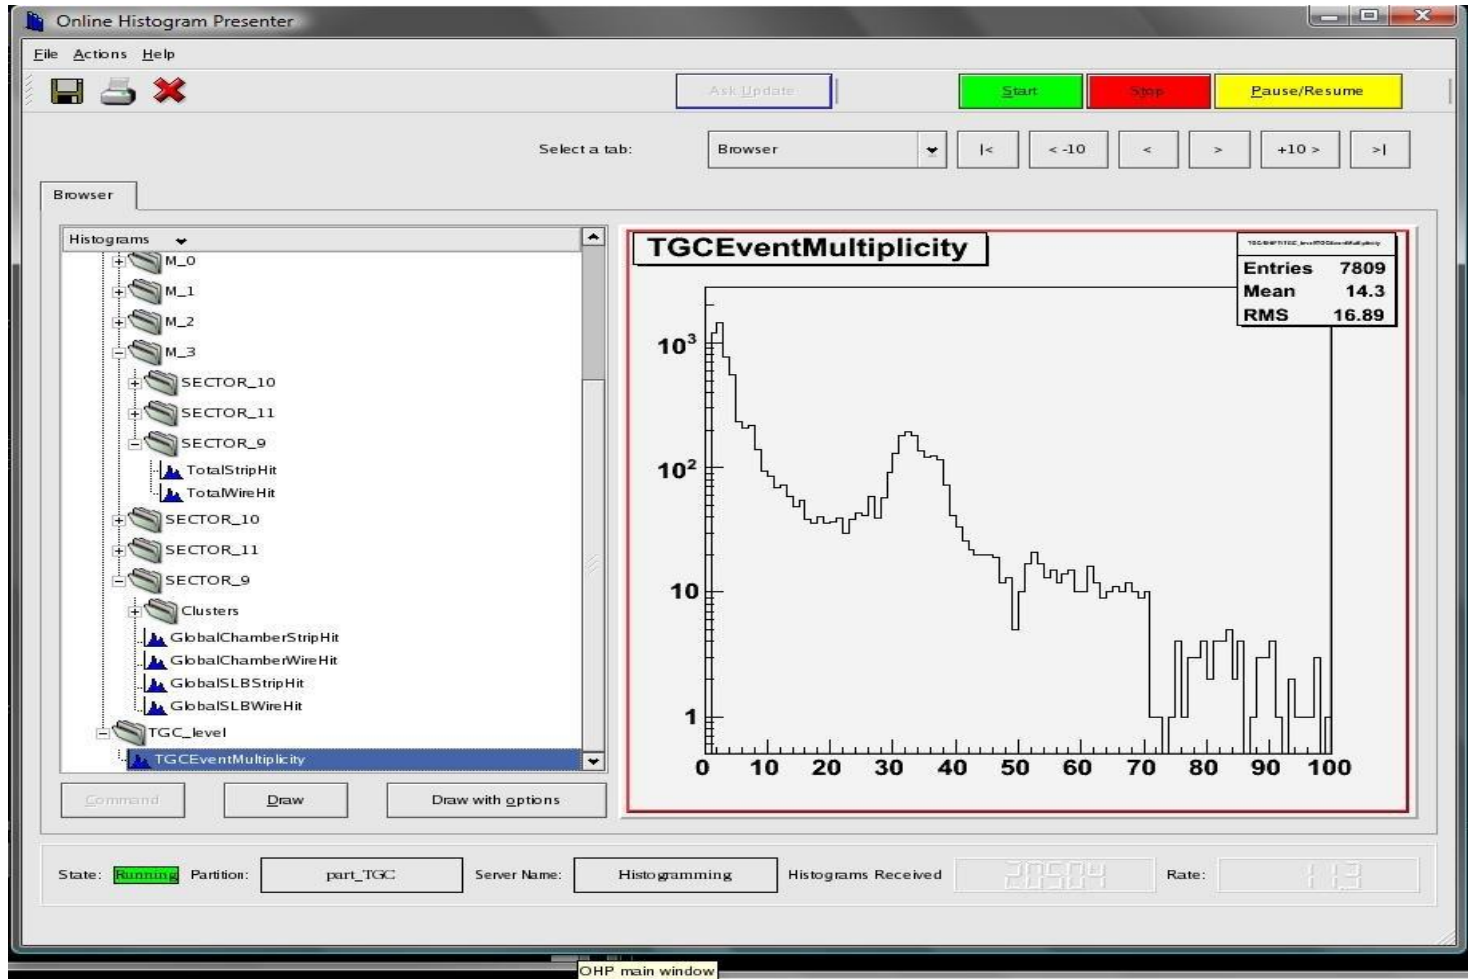 Online Histogram Presenter
File Actions Help
Ask Update Start Stop Pause/Resume
Select a tab: Browser |< < -10 < > +10 > >|
Browser
Histograms
M_0
M_1
M_2
M_3
SECTOR_10
SECTOR_11
SECTOR_9
TotalStripHit
TotalWireHit
SECTOR_10
SECTOR_11
SECTOR_9
Clusters
GlobalChamberStripHit
GlobalChamberWireHit
GlobalSLBStripHit
GlobalSLBWireHit
TGC_level
TGCEventMultiplicity
Command Draw Draw with options
TGCEventMultiplicity
Entries 7809
Mean 14.3
RMS 16.89
10³
10²
10
1
0 10 20 30 40 50 60 70 80 90 100
State: Running Partition: part_TGC Server Name: Histogramming Histograms Received 20504 Rate: 11.3
OHP main window